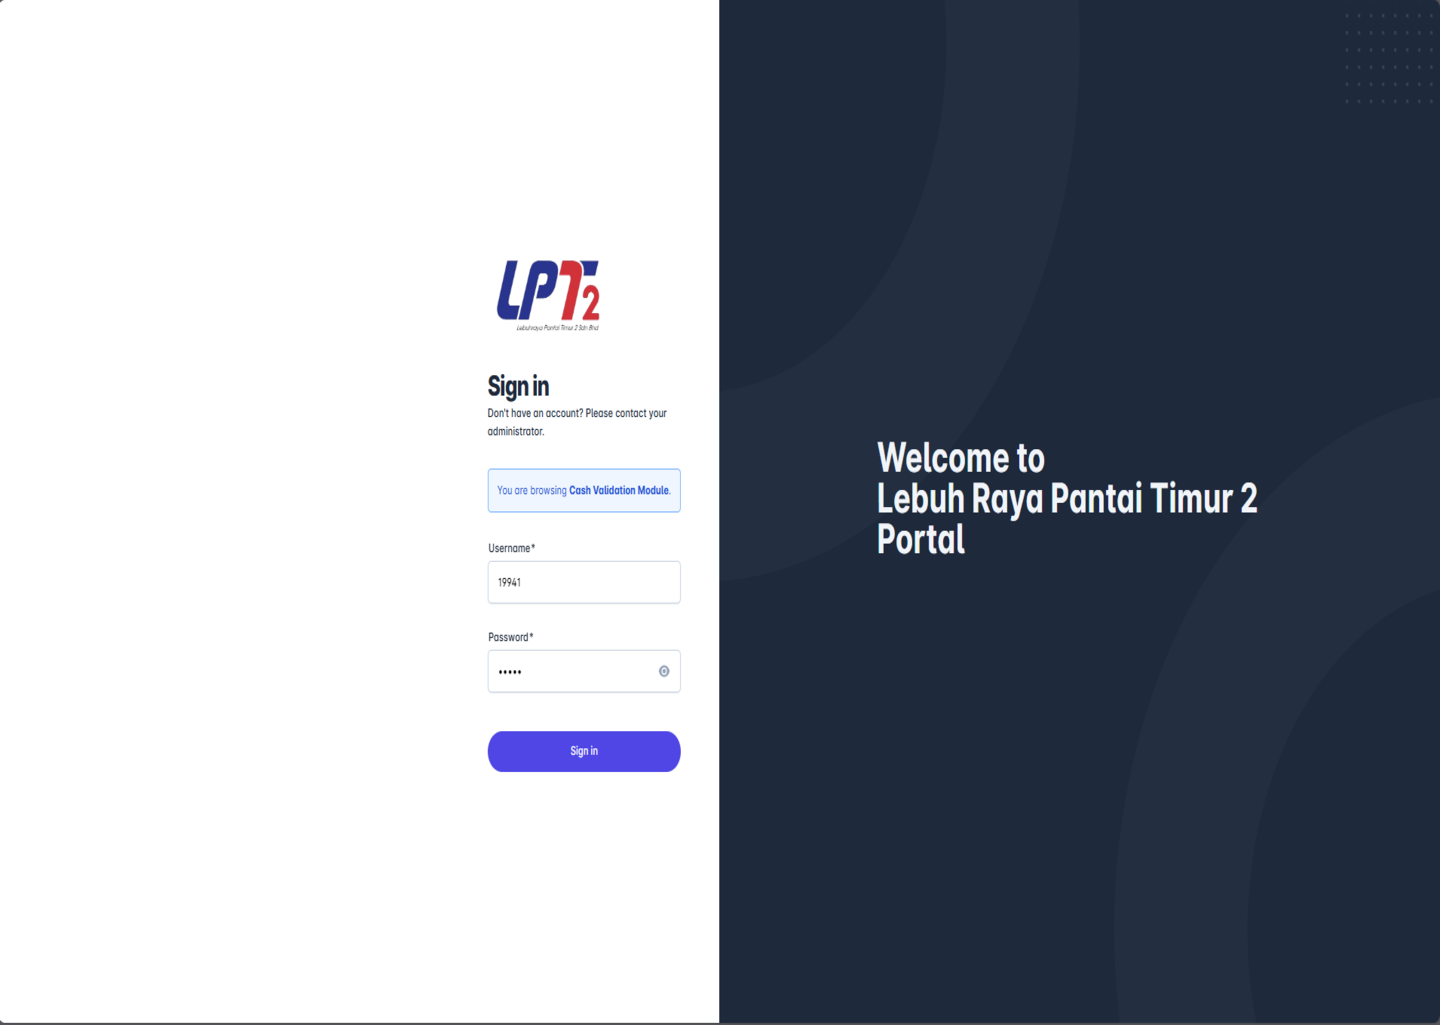 LPT2
Lebuhraya Pantai Timur 2 Sdn Bhd
Sign in
Don't have an account? Please contact your
administrator.
You are browsing Cash Validation Module.
Username*
19941
Password*
•••••
Sign in
Welcome to
Lebuh Raya Pantai Timur 2
Portal